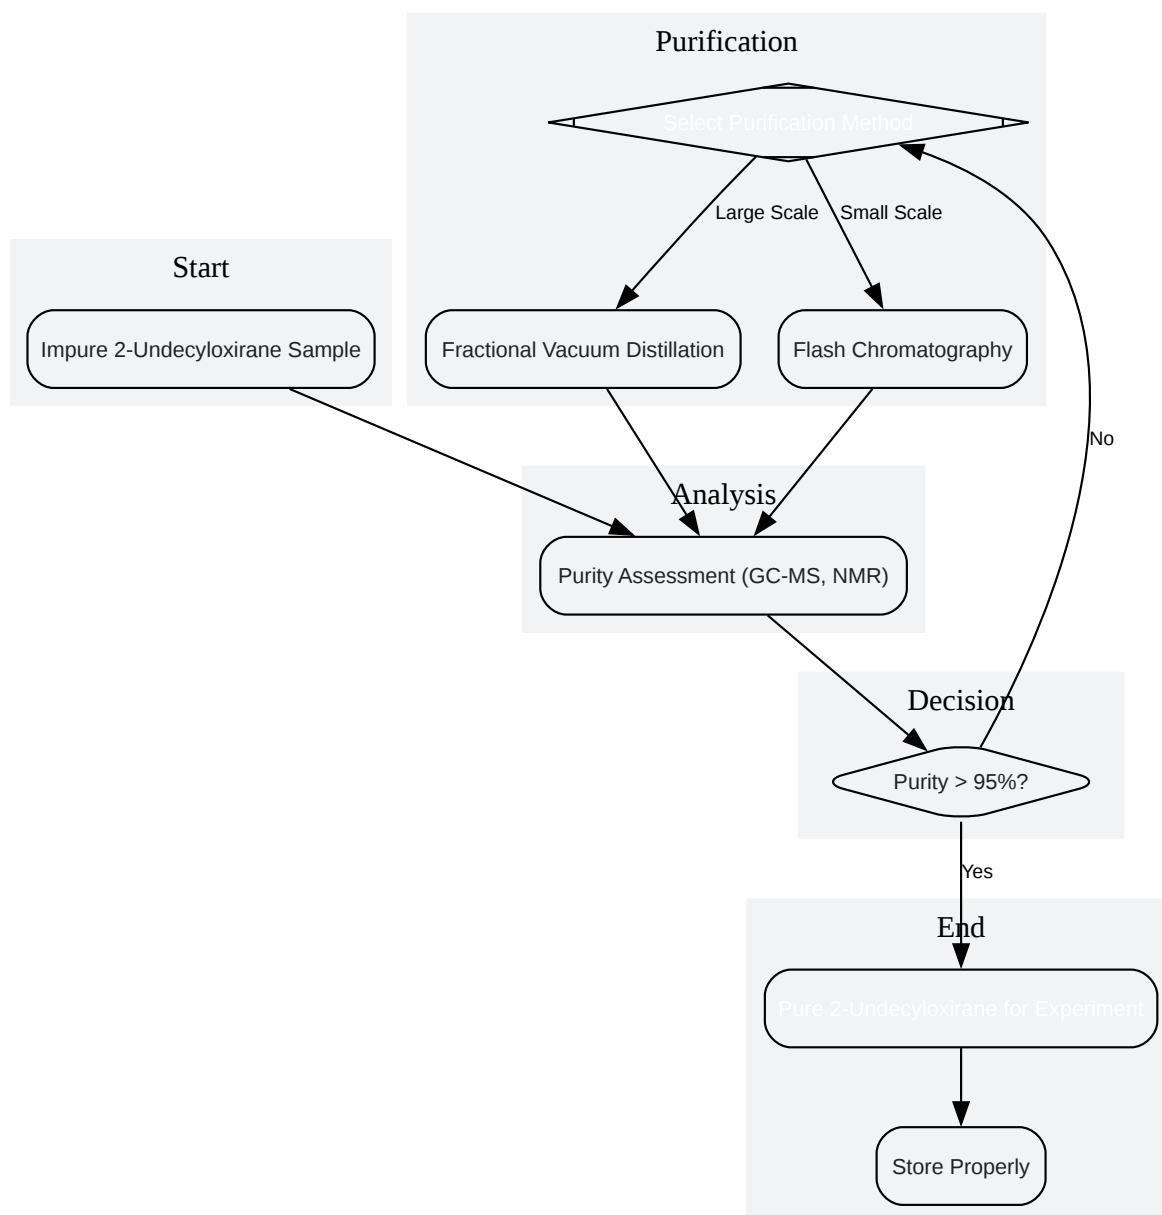 Purification
Select Purification Method
Large Scale
Small Scale
Start
Impure 2-Undecyloxirane Sample
Fractional Vacuum Distillation
Flash Chromatography
No
Analysis
Purity Assessment (GC-MS, NMR)
Decision
Purity > 95%?
Yes
End
Pure 2-Undecyloxirane for Experiment
Store Properly